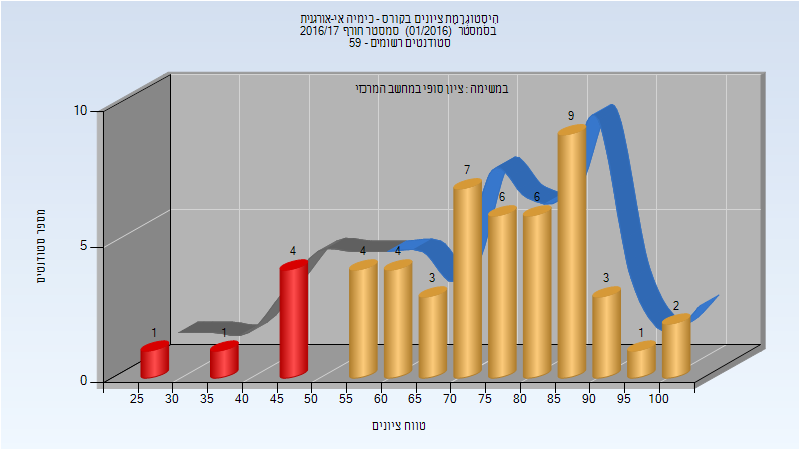 היסטוגרמת ציונים בקורס - כימיה אי-אורגנית
בסמסטר (01/2016) סמסטר חורף 2016/17
סטודנטים רשומים - 59
במשימה : ציון סופי במחשב המרכזי
מספר סטודנטים
10
5
0
1
1
4
4
4
3
7
6
6
9
3
1
2
25 30 35 40 45 50 55 60 65 70 75 80 85 90 95 100
טווח ציונים